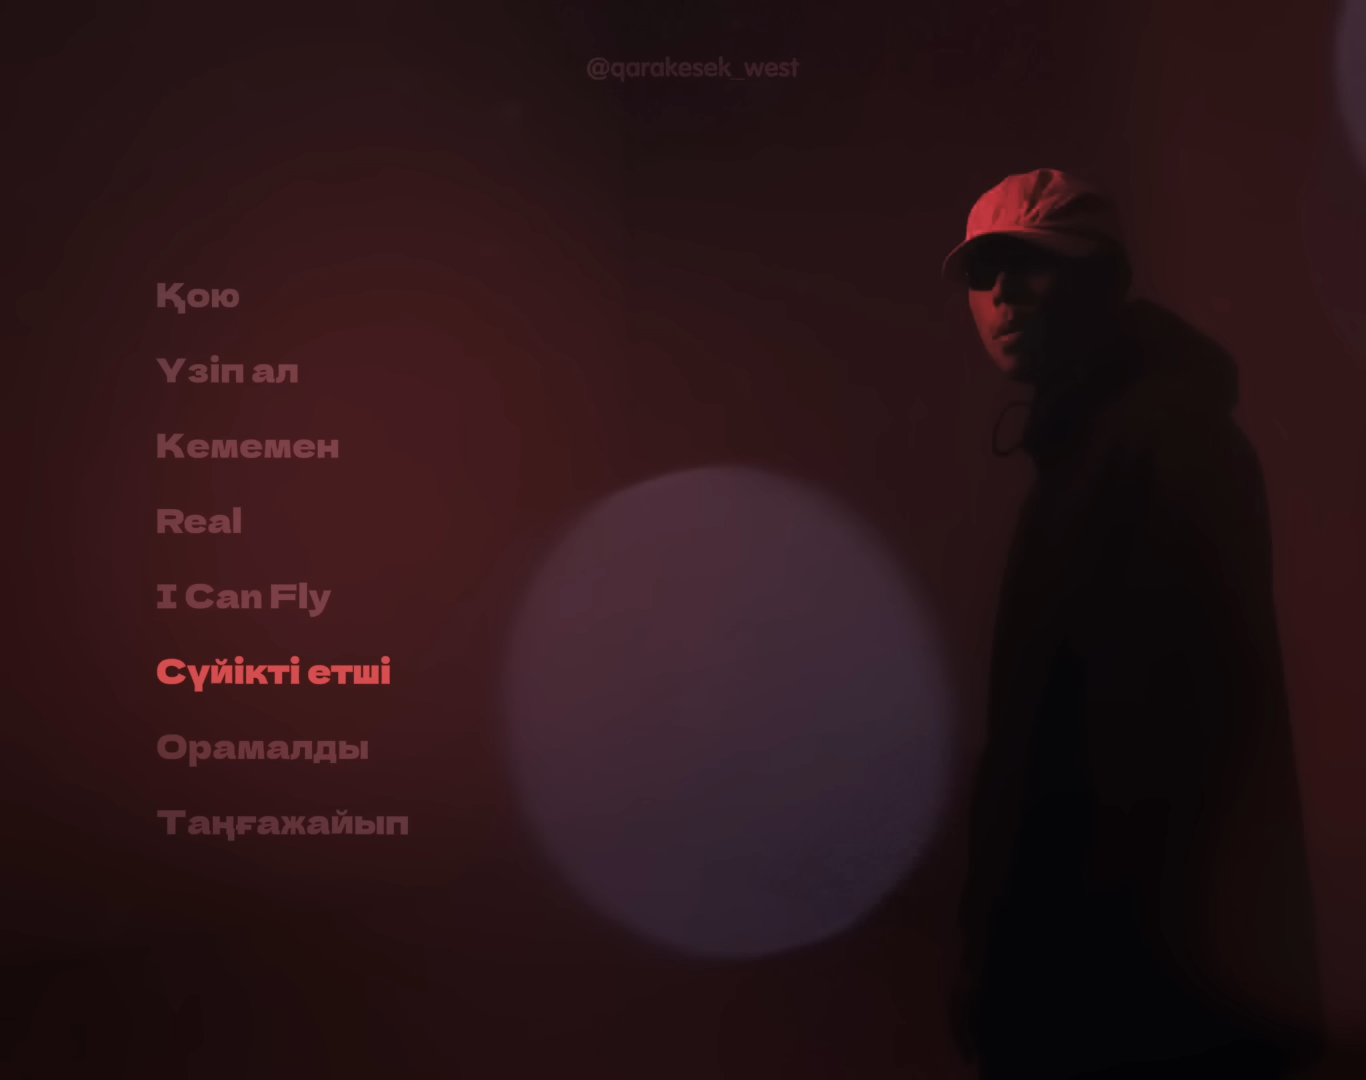 @qarakesek_west
Қою
Үзіп ал
Кемемен
Real
I Can Fly
Сүйікті етші
Орамалды
Таңғажайып